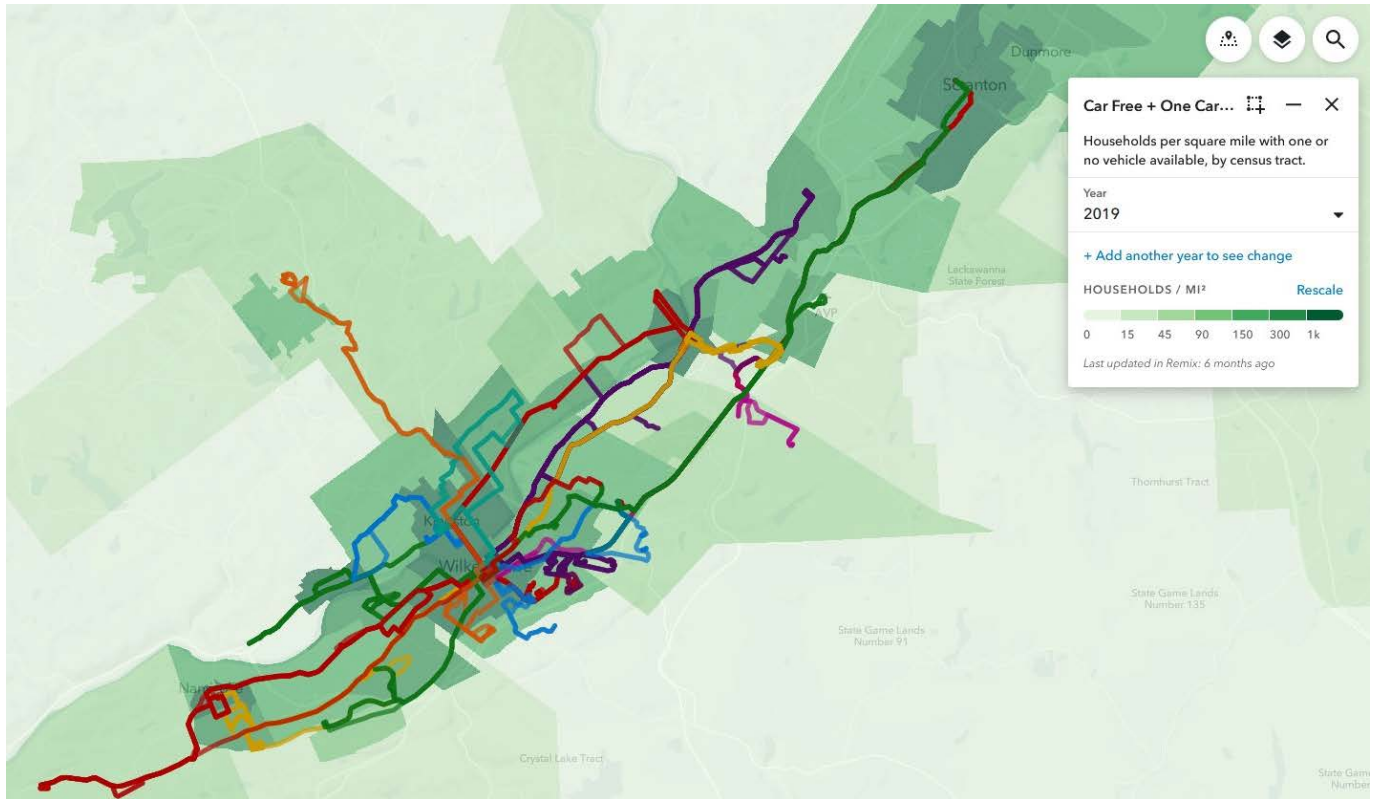 Dunmore
Scranton
Car Free + One Car...
Households per square mile with one or
no vehicle available, by census tract.
Year
2019
+ Add another year to see change
HOUSEHOLDS / MI²
Rescale
0 15 45 90 150 300 1k
Last updated in Remix: 6 months ago
Lackawanna
State Forest
AVP
Thornhurst Tract
Kingston
State Game Lands
Number 135
State Game Lands
Number 91
Crystal Lake Tract
State Gam
Number